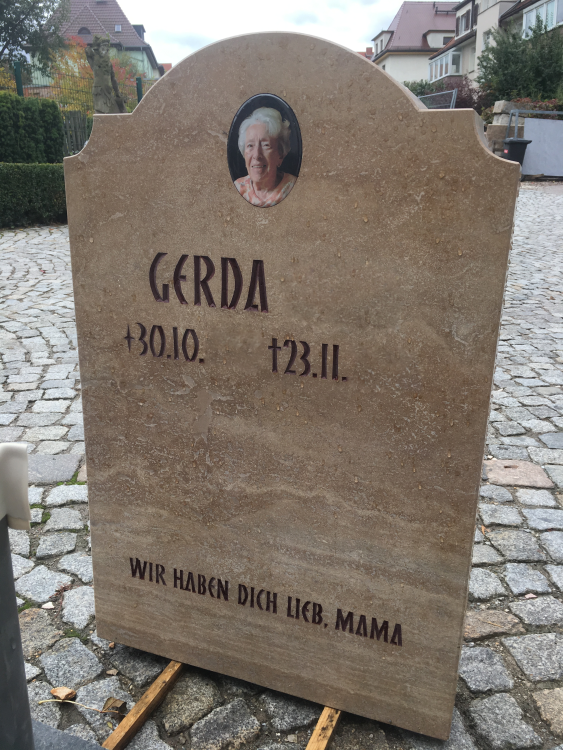 GERDA
⋆30.10. †23.11.
WIR HABEN DICH LIEB, MAMA